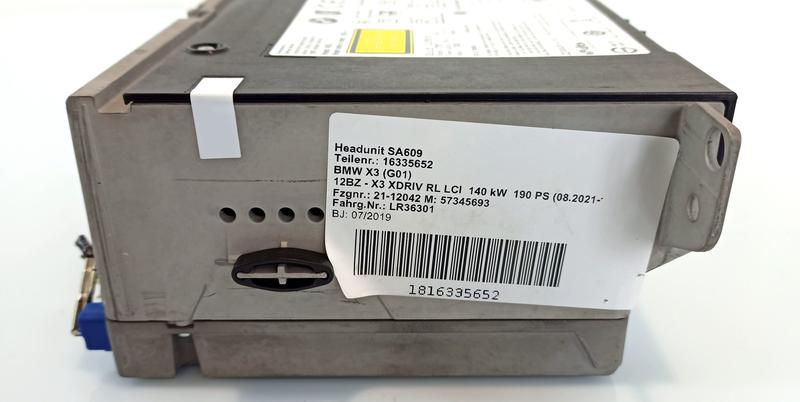 Headunit SA609
Teilenr.: 16335652
BMW X3 (G01)
12BZ - X3 XDRIV RL LCI 140 kW 190 PS (08.2021-
Fzgnr.: 21-12042 M: 57345693
Fahrg.Nr.: LR36301
BJ: 07/2019
1816335652